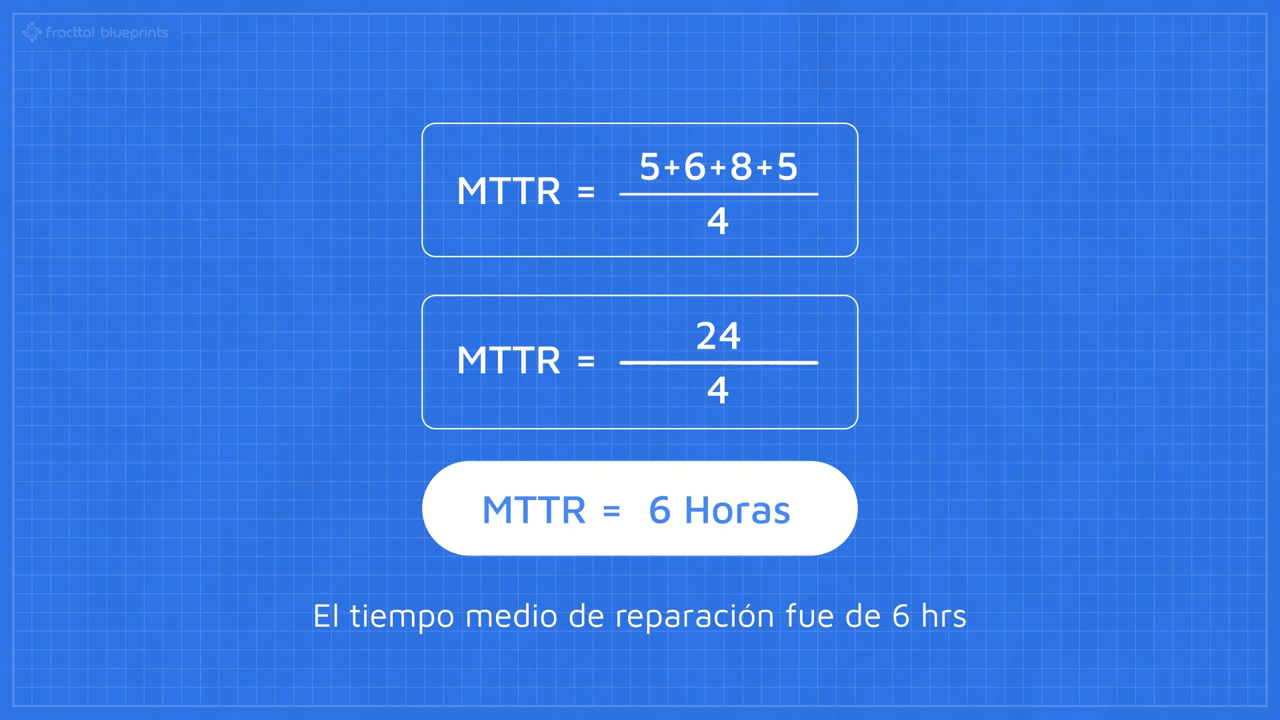 fracttal blueprints
MTTR = 5+6+8+5
4
MTTR = 24
4
MTTR = 6 Horas
El tiempo medio de reparación fue de 6 hrs